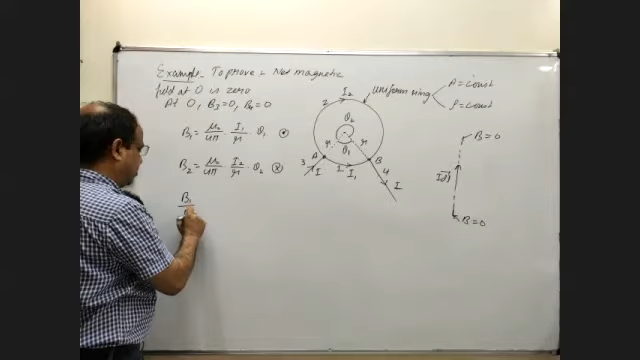 Example - To prove :- Net magnetic
field at O is zero
At O, B₃=0, B₄=0
B₁ = μ₀/4π · I₁/r · θ₁ ⊙
B₂ = μ₀/4π · I₂/r · θ₂ ⊗
B₁
I₂
2
uniform ring
A = const
ρ = const
θ₂
θ₁
r
r
A
B
3
I
1
I₁
4
I
B=0
Idl
B=0